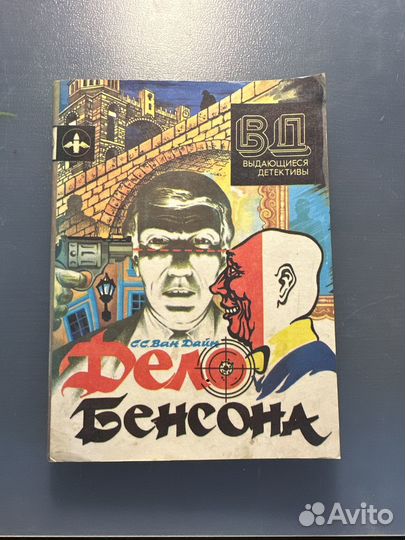 ВД
ВЫДАЮЩИЕСЯ
ДЕТЕКТИВЫ
С.С. Ван Дайн
Дело
БЕНСОНА
Avito